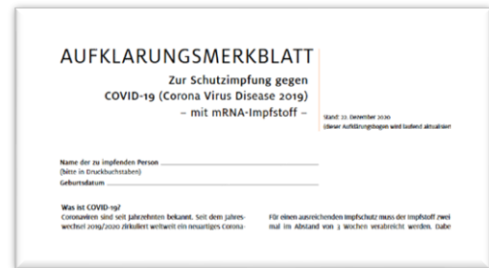 AUFKLÄRUNGSMERKBLATT
Zur Schutzimpfung gegen
COVID-19 (Corona Virus Disease 2019)
– mit mRNA-Impfstoff –
Stand: 22. Dezember 2020
(dieser Aufklärungsbogen wird laufend aktualisiert
Name der zu impfenden Person
(bitte in Druckbuchstaben)
Geburtsdatum
Was ist COVID-19?
Coronaviren sind seit Jahrzehnten bekannt. Seit dem Jahres-
wechsel 2019/2020 zirkuliert weltweit ein neuartiges Corona-
Für einen ausreichenden Impfschutz muss der Impfstoff zwei
mal im Abstand von 3 Wochen verabreicht werden. Dabe